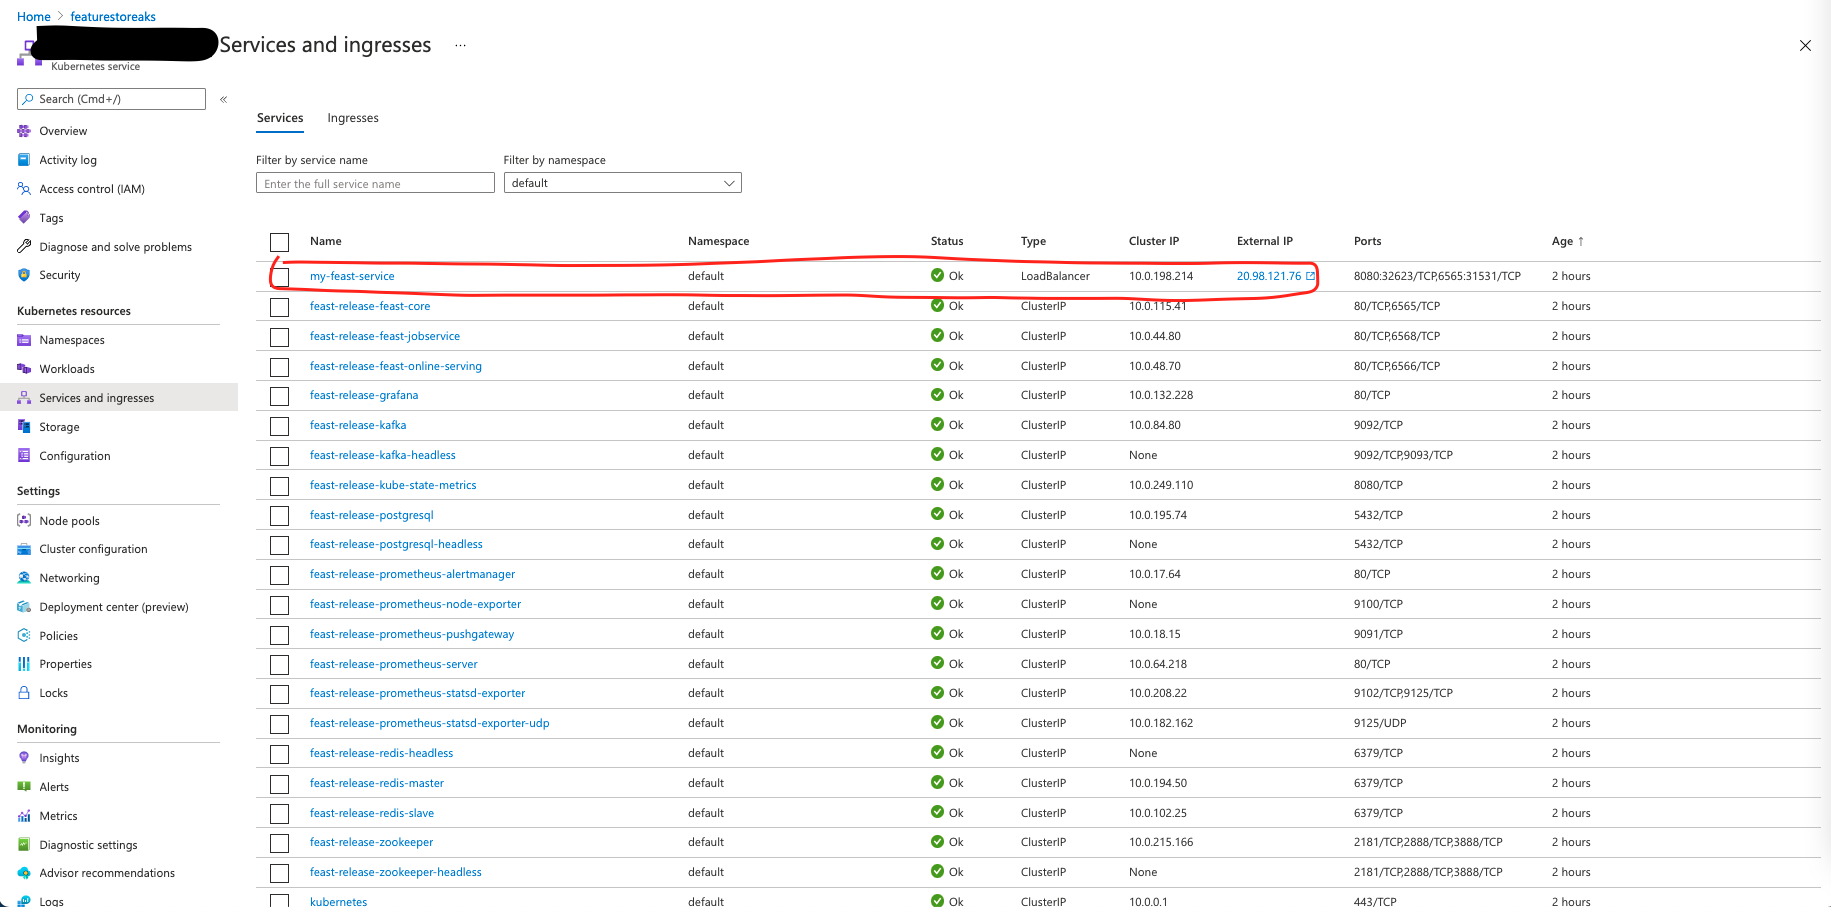 Home > featurestoreaks
Services and ingresses ...
Kubernetes service
Search (Cmd+/)
«
Overview
Activity log
Access control (IAM)
Tags
Diagnose and solve problems
Security
Kubernetes resources
Namespaces
Workloads
Services and ingresses
Storage
Configuration
Settings
Node pools
Cluster configuration
Networking
Deployment center (preview)
Policies
Properties
Locks
Monitoring
Insights
Alerts
Metrics
Diagnostic settings
Advisor recommendations
Logs
Services Ingresses
Filter by service name Filter by namespace
Enter the full service name default
Name Namespace Status Type Cluster IP External IP Ports Age ↑
my-feast-service default Ok LoadBalancer 10.0.198.214 20.98.121.76 8080:32623/TCP,6565:31531/TCP 2 hours
feast-release-feast-core default Ok ClusterIP 10.0.115.41 80/TCP,6565/TCP 2 hours
feast-release-feast-jobservice default Ok ClusterIP 10.0.44.80 80/TCP,6568/TCP 2 hours
feast-release-feast-online-serving default Ok ClusterIP 10.0.48.70 80/TCP,6566/TCP 2 hours
feast-release-grafana default Ok ClusterIP 10.0.132.228 80/TCP 2 hours
feast-release-kafka default Ok ClusterIP 10.0.84.80 9092/TCP 2 hours
feast-release-kafka-headless default Ok ClusterIP None 9092/TCP,9093/TCP 2 hours
feast-release-kube-state-metrics default Ok ClusterIP 10.0.249.110 8080/TCP 2 hours
feast-release-postgresql default Ok ClusterIP 10.0.195.74 5432/TCP 2 hours
feast-release-postgresql-headless default Ok ClusterIP None 5432/TCP 2 hours
feast-release-prometheus-alertmanager default Ok ClusterIP 10.0.17.64 80/TCP 2 hours
feast-release-prometheus-node-exporter default Ok ClusterIP None 9100/TCP 2 hours
feast-release-prometheus-pushgateway default Ok ClusterIP 10.0.18.15 9091/TCP 2 hours
feast-release-prometheus-server default Ok ClusterIP 10.0.64.218 80/TCP 2 hours
feast-release-prometheus-statsd-exporter default Ok ClusterIP 10.0.208.22 9102/TCP,9125/TCP 2 hours
feast-release-prometheus-statsd-exporter-udp default Ok ClusterIP 10.0.182.162 9125/UDP 2 hours
feast-release-redis-headless default Ok ClusterIP None 6379/TCP 2 hours
feast-release-redis-master default Ok ClusterIP 10.0.194.50 6379/TCP 2 hours
feast-release-redis-slave default Ok ClusterIP 10.0.102.25 6379/TCP 2 hours
feast-release-zookeeper default Ok ClusterIP 10.0.215.166 2181/TCP,2888/TCP,3888/TCP 2 hours
feast-release-zookeeper-headless default Ok ClusterIP None 2181/TCP,2888/TCP,3888/TCP 2 hours
kubernetes default Ok ClusterIP 10.0.0.1 443/TCP 2 hours